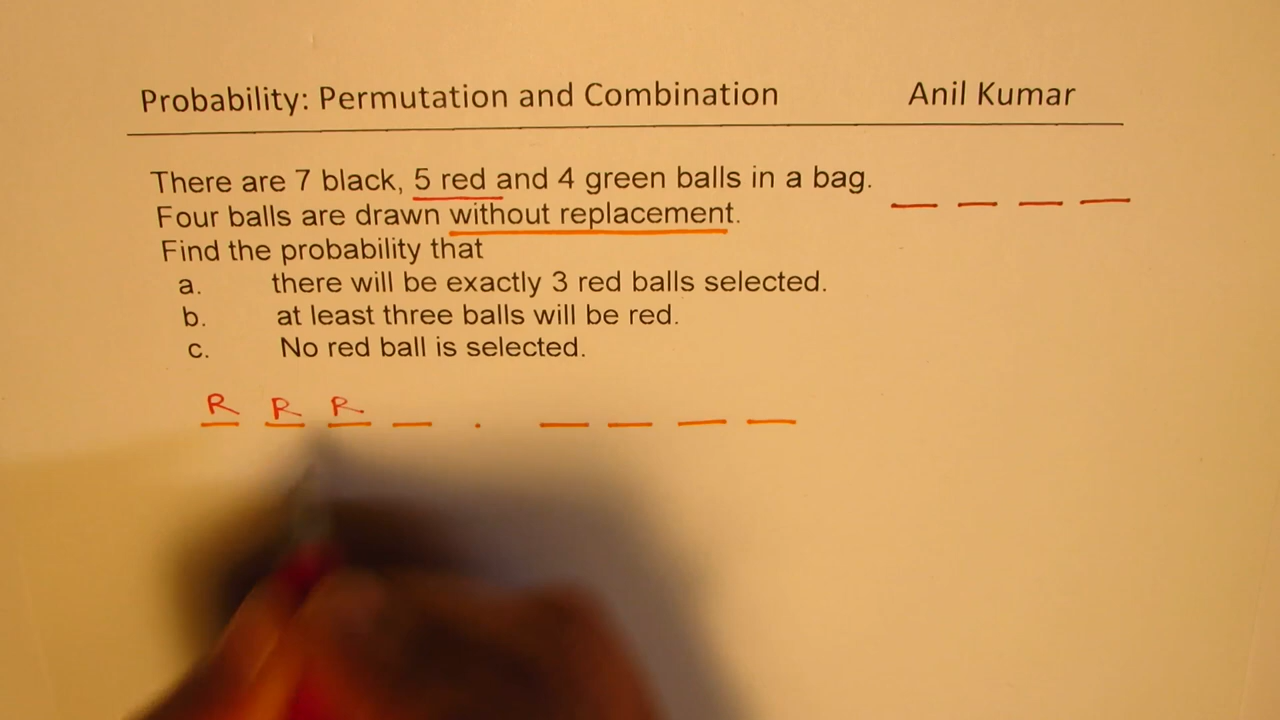 Probability: Permutation and Combination Anil Kumar
There are 7 black, 5 red and 4 green balls in a bag.
Four balls are drawn without replacement.
Find the probability that
a. there will be exactly 3 red balls selected.
b. at least three balls will be red.
c. No red ball is selected.
R R R